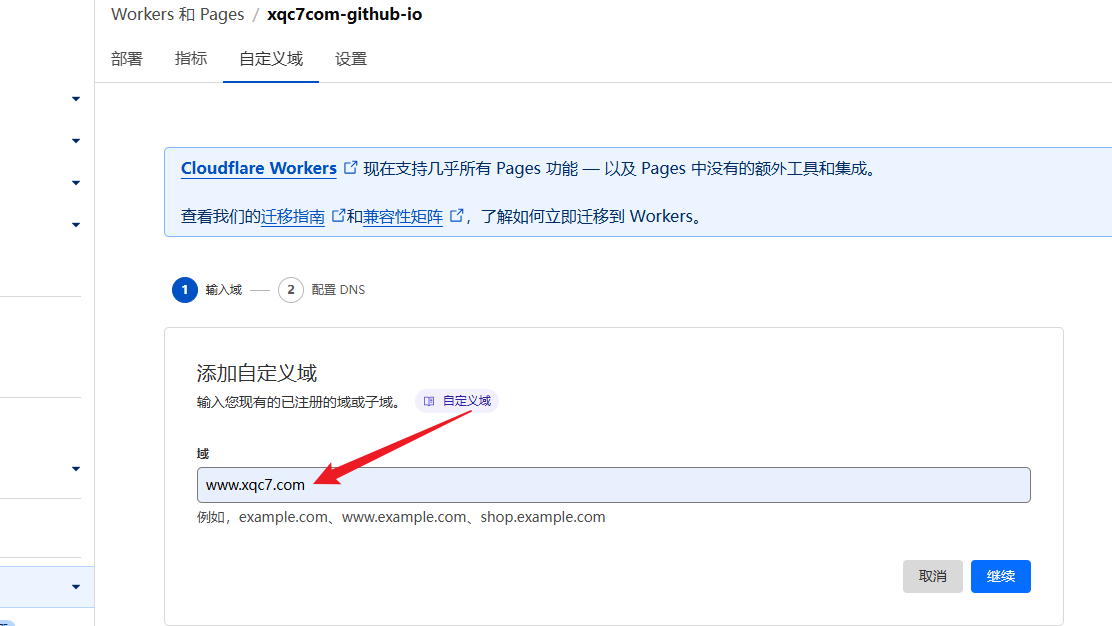 Workers 和 Pages / xqc7com-github-io
部署 指标 自定义域 设置
Cloudflare Workers 现在支持几乎所有 Pages 功能 — 以及 Pages 中没有的额外工具和集成。
查看我们的迁移指南和兼容性矩阵，了解如何立即迁移到 Workers。
1 输入域 2 配置 DNS
添加自定义域
输入您现有的已注册的域或子域。 自定义域
域
www.xqc7.com
例如，example.com、www.example.com、shop.example.com
取消 继续